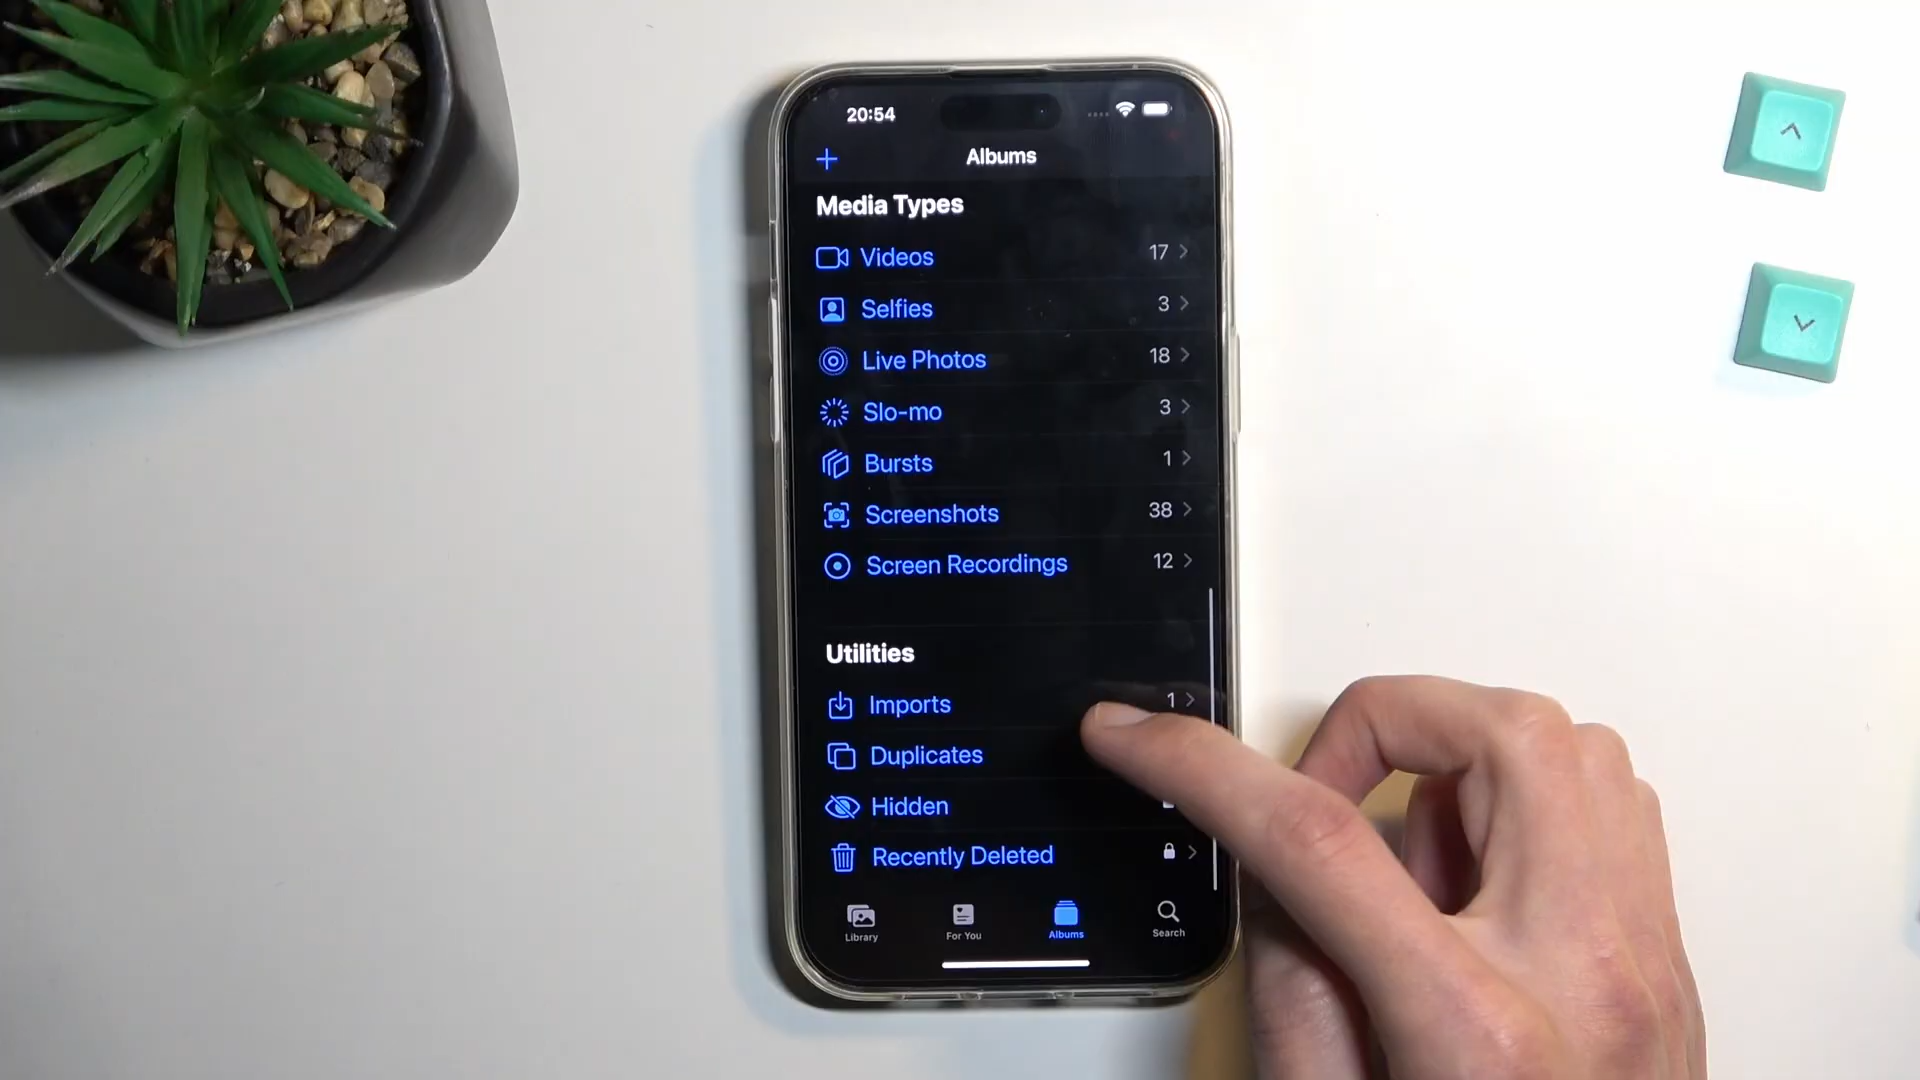 20:54
Albums
Media Types
Videos 17
Selfies 3
Live Photos 18
Slo-mo 3
Bursts 1
Screenshots 38
Screen Recordings 12
Utilities
Imports 1
Duplicates
Hidden
Recently Deleted
Library For You Albums Search